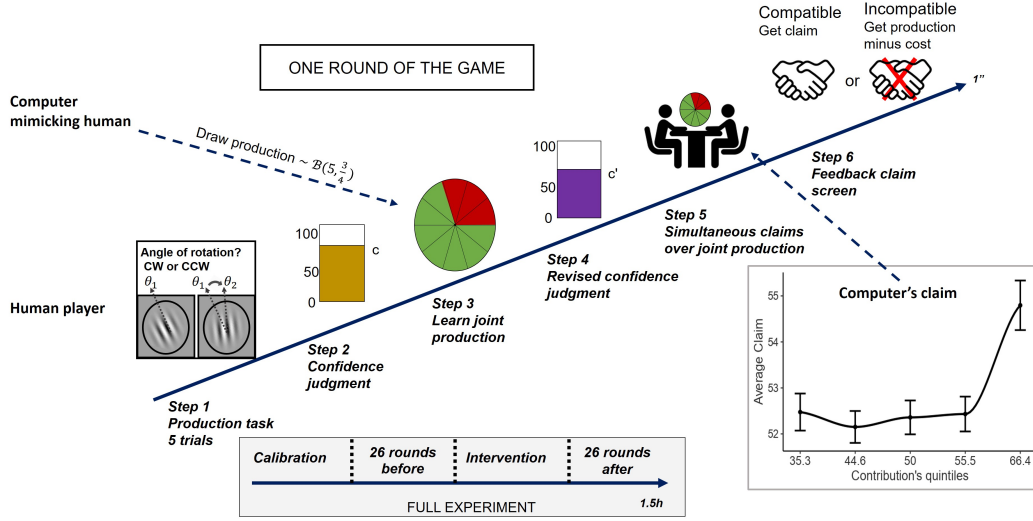 Compatible
Get claim
Incompatible
Get production
minus cost
or
1”
ONE ROUND OF THE GAME
Computer
mimicking human
Draw production ~ ℬ(5, 3/4)
100
50
0
c'
Step 6
Feedback claim
screen
Step 5
Simultaneous claims
over joint production
Step 4
Revised confidence
judgment
100
50
0
c
Angle of rotation?
CW or CCW
θ₁ θ₁ θ₂
Human player
Step 3
Learn joint
production
Step 2
Confidence
judgment
Step 1
Production task
5 trials
Computer's claim
Average Claim
55
54
53
52
35.3 44.6 50 55.5 66.4
Contribution's quintiles
Calibration
26 rounds
before
Intervention
26 rounds
after
FULL EXPERIMENT
1.5h